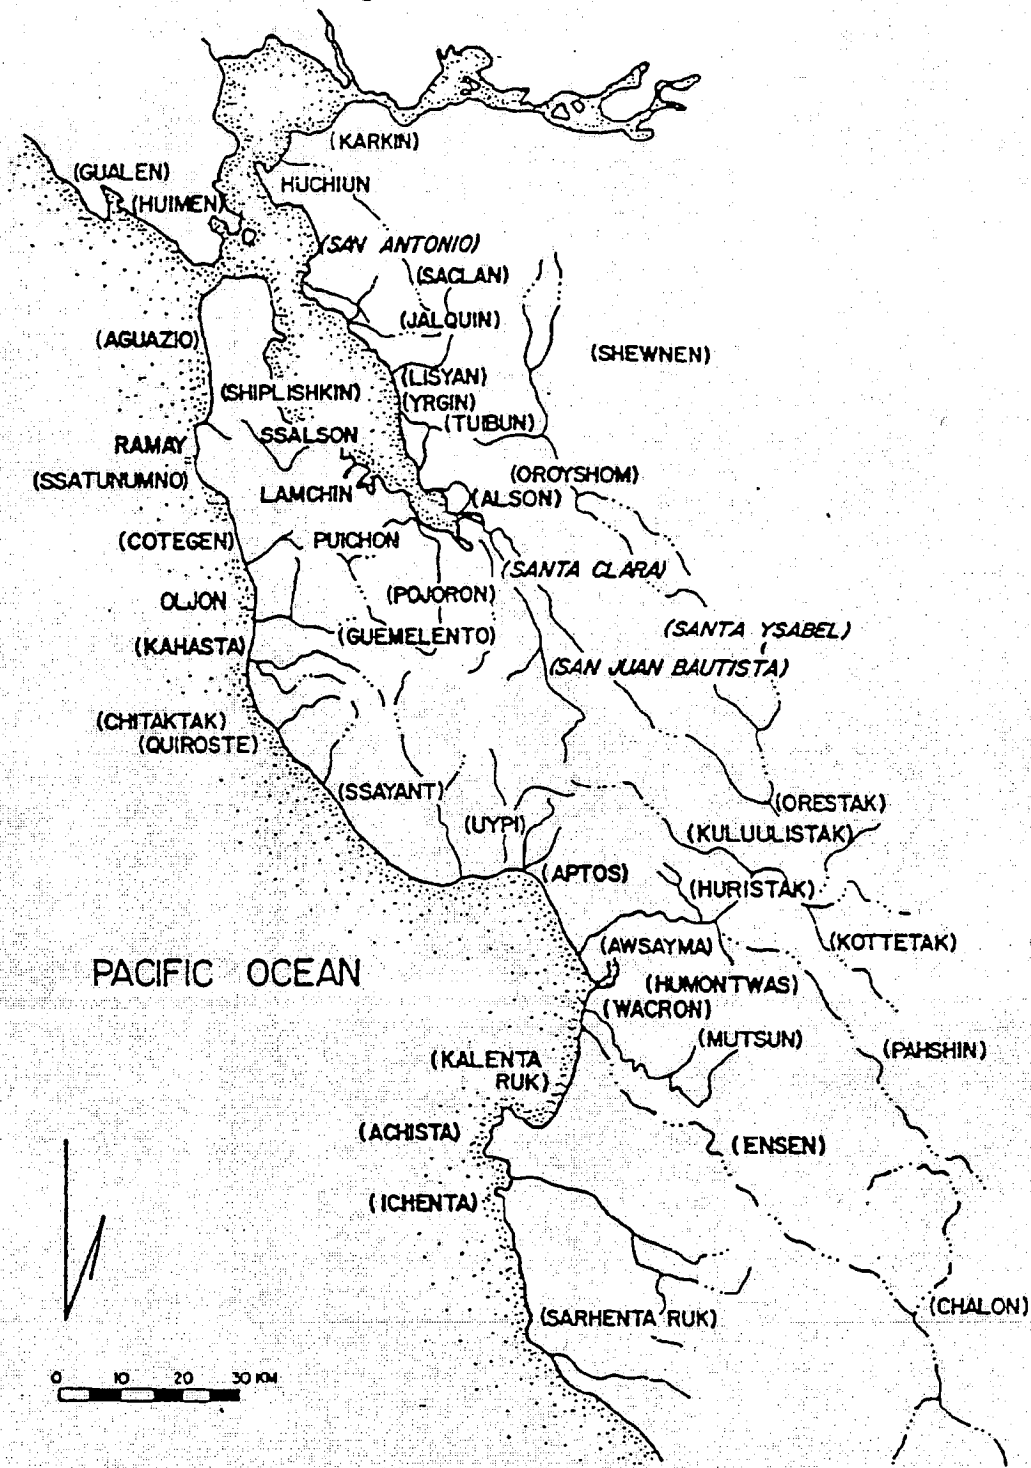 (KARKIN)
(GUALEN)
HUCHIUN
(HUIMEN)
(SAN ANTONIO)
(SACLAN)
(JALQUIN)
(AGUAZIO)
(SHEWNEN)
(LISYAN)
(SHIPLISHKIN)
(YRGIN)
(TUIBUN)
SSALSON
RAMAY
(OROYSHOM)
(SSATUNUMNO)
LAMCHIN
(ALSON)
(COTEGEN)
PUICHON
(SANTA CLARA)
(POJORON)
OLJON
(SANTA YSABEL)
(GUEMELENTO)
(KAHASTA)
(SAN JUAN BAUTISTA)
(CHITAKTAK)
(QUIROSTE)
(SSAYANT)
(ORESTAK)
(UYPI)
(KULUULISTAK)
(APTOS)
(HURISTAK)
(AWSAYMA)
(KOTTETAK)
PACIFIC OCEAN
(HUMONTWAS)
(WACRON)
(MUTSUN)
(PAHSHIN)
(KALENTA
RUK)
(ACHISTA)
(ENSEN)
(ICHENTA)
(CHALON)
(SARHENTA RUK)
0 10 20 30 KM